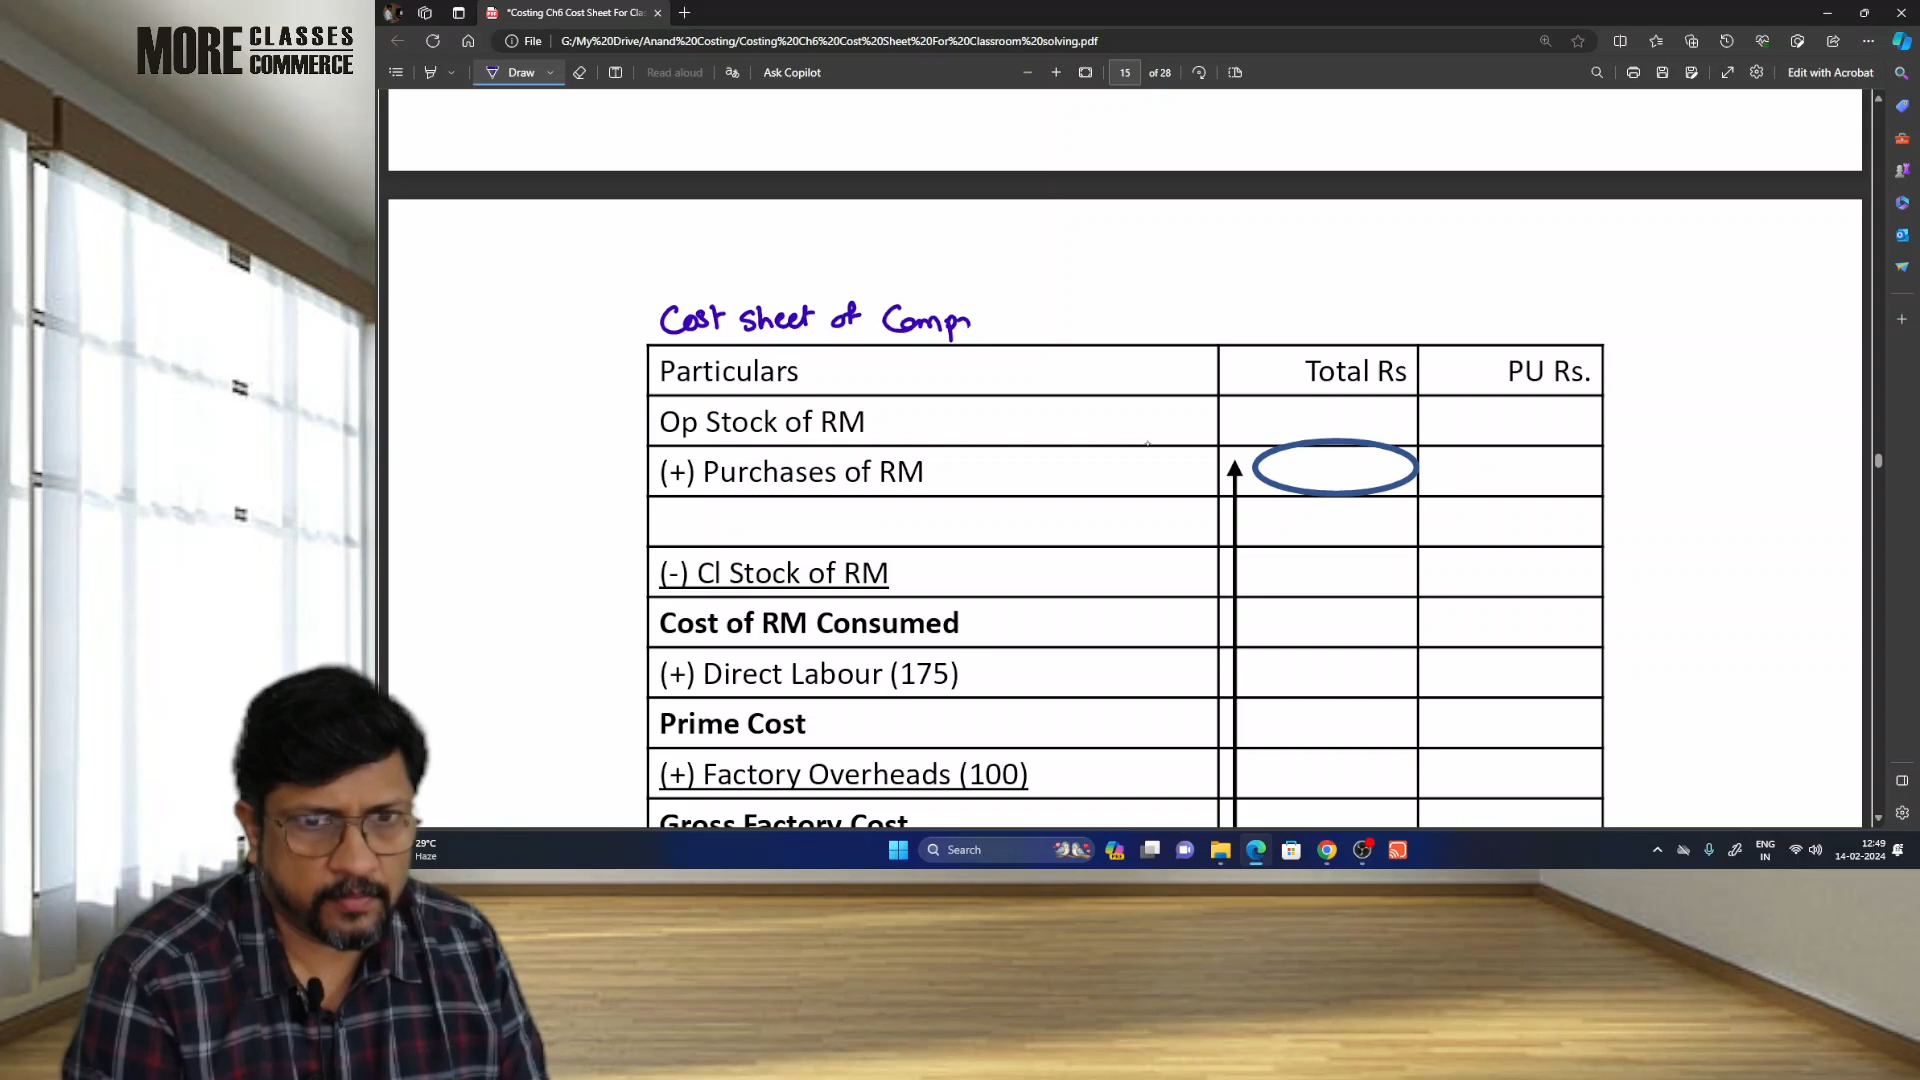 MORE CLASSES COMMERCE
*Costing Ch6 Cost Sheet For Cla
File G:/My%20Drive/Anand%20Costing/Costing%20Ch6%20Cost%20Sheet%20For%20Classroom%20solving.pdf
Draw Read aloud Ask Copilot 15 of 28 Edit with Acrobat
Cost sheet of Comp
Particulars Total Rs PU Rs.
Op Stock of RM
(+) Purchases of RM
(-) Cl Stock of RM
Cost of RM Consumed
(+) Direct Labour (175)
Prime Cost
(+) Factory Overheads (100)
Gross Factory Cost
29°C
Haze
Search
ENG
IN
12:49
14-02-2024